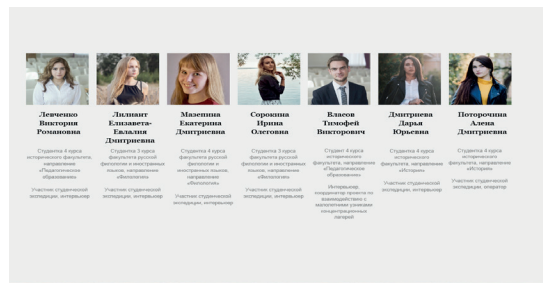 Левченко
Виктория
Романовна
Студентка 4 курса
исторического факультета,
направление
«Педагогическое
образование»
Участник студенческой
экспедиции, интервьюер
Лилиант
Елизавета-
Евлалия
Дмитриевна
Студентка 3 курса
факультета русской
филологии и иностранных
языков, направление
«Филология»
Участник студенческой
экспедиции, интервьюер
Мазепина
Екатерина
Дмитриевна
Студентка 4 курса
факультета русской
филологии и
иностранных языков,
направление
«Филология»
Участник студенческой
экспедиции, интервьюер
Сорокина
Ирина
Олеговна
Студентка 3 курса
факультета русской
филологии и иностранных
языков, направление
«Филология»
Участник студенческой
экспедиции, интервьюер
Власов
Тимофей
Викторович
Студент 4 курса
исторического
факультета, направление
«Педагогическое
образование»
Интервьюер,
координатор проекта по
взаимодействию с
малолетними узниками
концентрационных
лагерей
Дмитриева
Дарья
Юрьевна
Студентка 4 курса
исторического
факультета, направление
«История»
Участник студенческой
экспедиции, интервьюер
Поторочина
Алена
Дмитриевна
Студентка 4 курса
исторического
факультета, направление
«История»
Участник студенческой
экспедиции, оператор